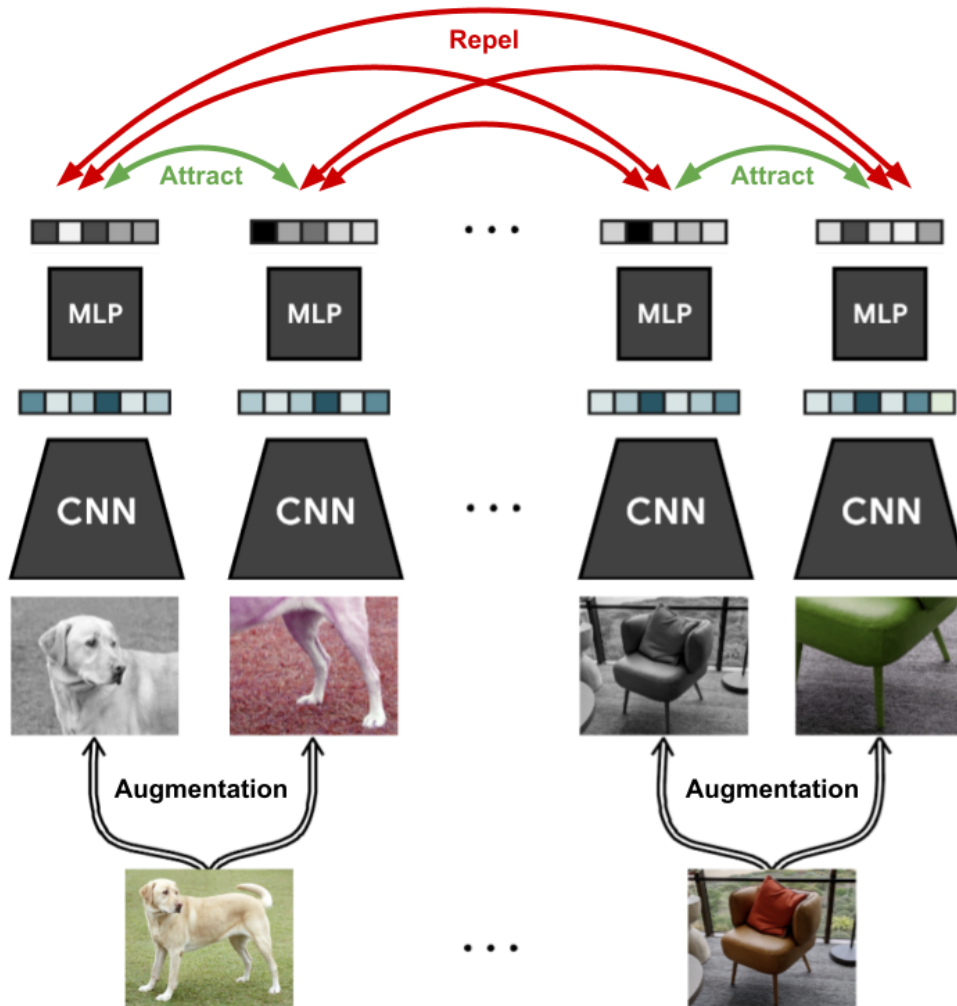 Repel
Attract
Attract
MLP
MLP
MLP
MLP
CNN
CNN
CNN
CNN
Augmentation
Augmentation